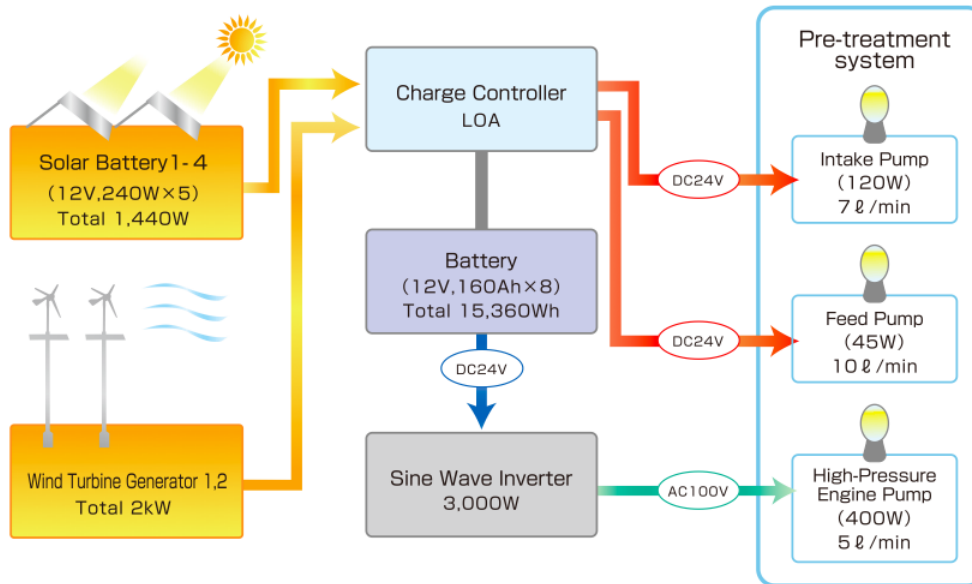 Solar Battery 1-4
(12V,240W×5)
Total 1,440W
Wind Turbine Generator 1,2
Total 2kW
Charge Controller
LOA
Battery
(12V,160Ah×8)
Total 15,360Wh
DC24V
Sine Wave Inverter
3,000W
DC24V
DC24V
AC100V
Pre-treatment
system
Intake Pump
(120W)
7ℓ/min
Feed Pump
(45W)
10ℓ/min
High-Pressure
Engine Pump
(400W)
5ℓ/min